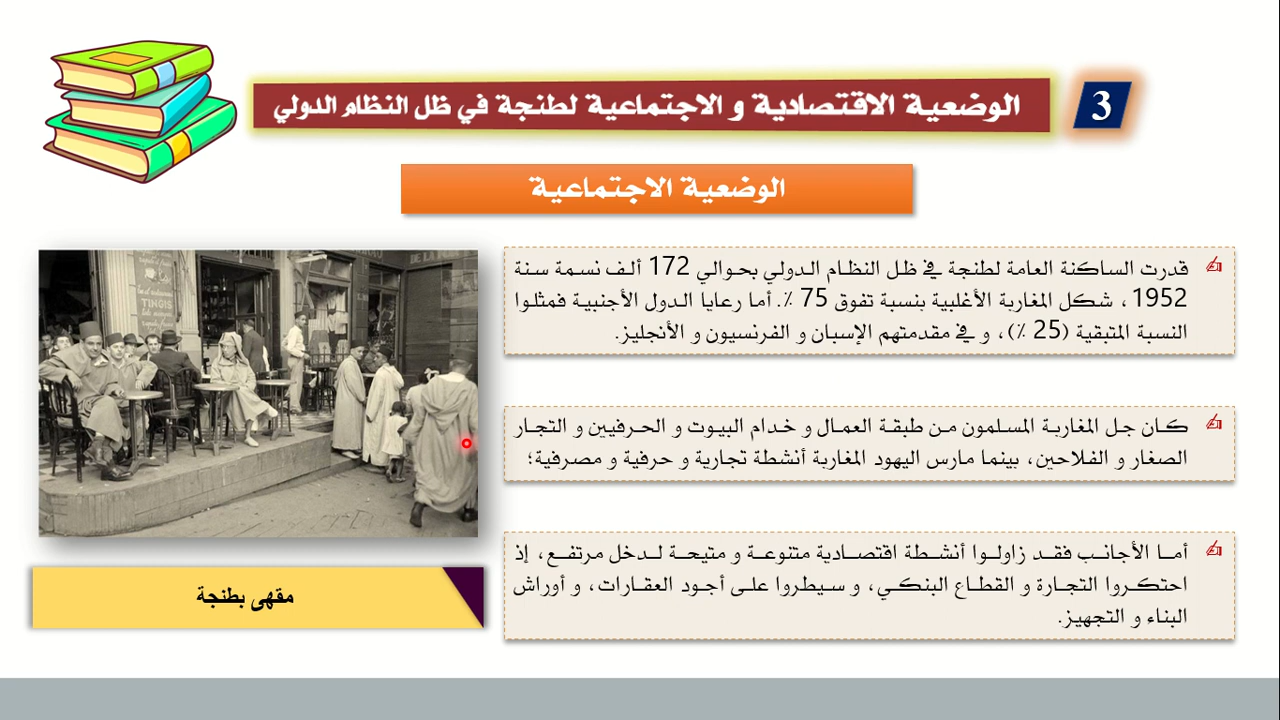 3
الوضعية الاقتصادية و الاجتماعية لطنجة في ظل النظام الدولي
الوضعية الاجتماعية
قدرت الساكنة العامة لطنجة في ظل النظام الدولي بحوالي 172 ألف نسمة سنة
1952، شكل المغاربة الأغلبية بنسبة تفوق 75 ٪. أما رعايا الدول الأجنبية فمثلوا
النسبة المتبقية (25 ٪)، و في مقدمتهم الإسبان و الفرنسيون و الأنجليز.
كان جل المغاربة المسلمون من طبقة العمال و خدام البيوت و الحرفيين و التجار
الصغار و الفلاحين، بينما مارس اليهود المغاربة أنشطة تجارية و حرفية و مصرفية؛
أما الأجانب فقد زاولوا أنشطة اقتصادية متنوعة و متيحة لدخل مرتفع، إذ
احتكروا التجارة و القطاع البنكي، و سيطروا على أجود العقارات، و أوراش
البناء و التجهيز.
TINGIS
مقهى بطنجة